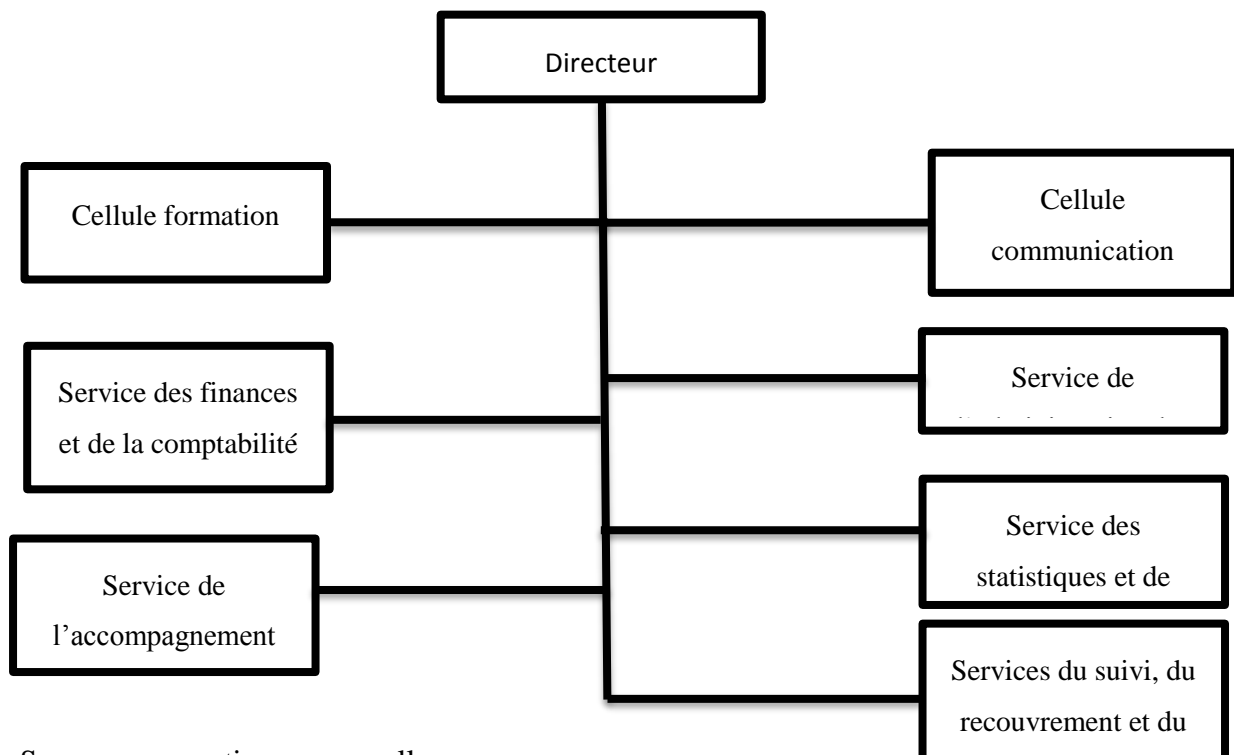 Directeur
Cellule formation
Cellule
communication
Service des finances
et de la comptabilité
Service de
Service des
statistiques et de
Service de
l’accompagnement
Services du suivi, du
recouvrement et du